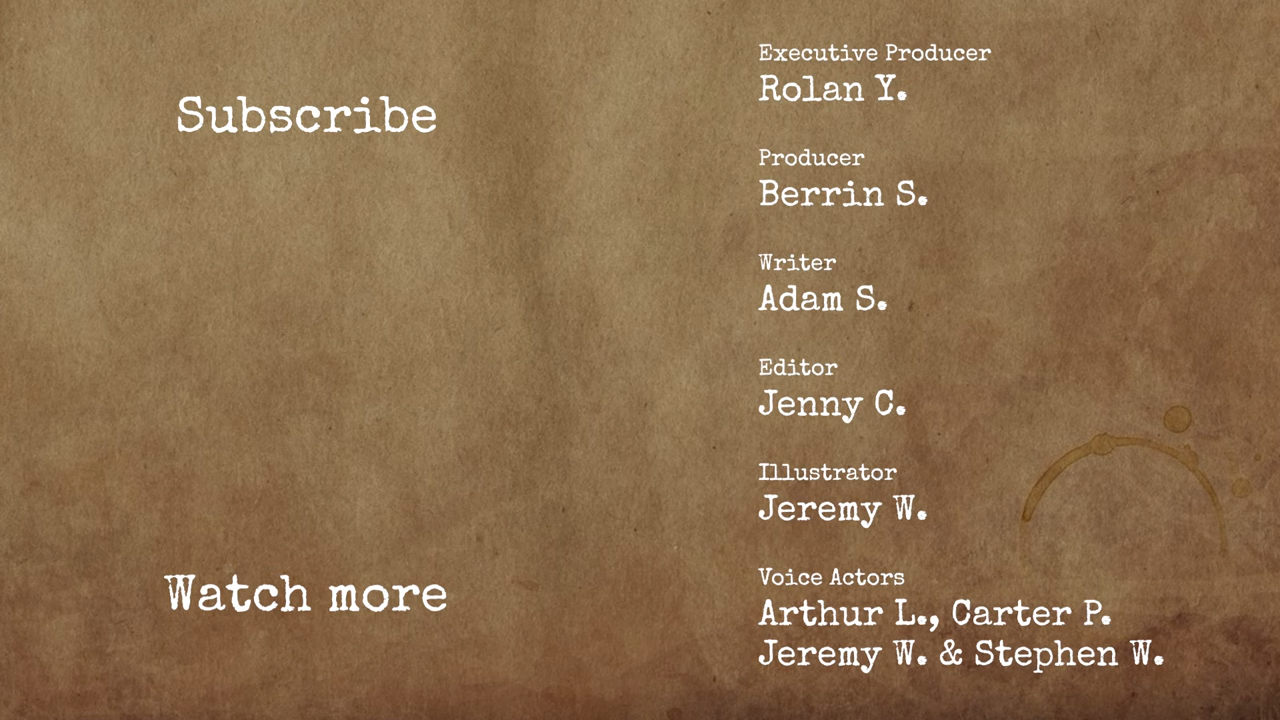 Subscribe
Watch more
Executive Producer
Rolan Y.
Producer
Berrin S.
Writer
Adam S.
Editor
Jenny C.
Illustrator
Jeremy W.
Voice Actors
Arthur L., Carter P.
Jeremy W. & Stephen W.